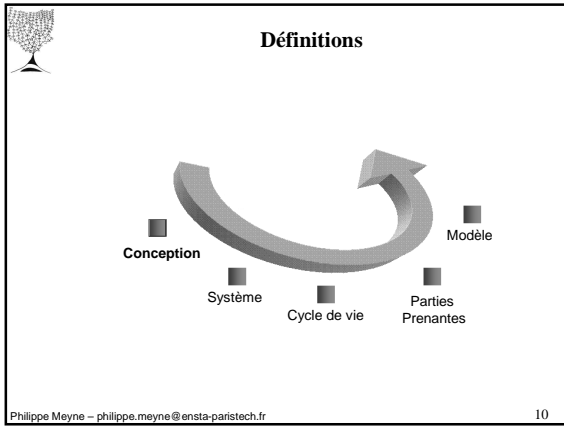 Définitions
Conception
Système
Cycle de vie
Parties
Prenantes
Modèle
Philippe Meyne – philippe.meyne@ensta-paristech.fr
10